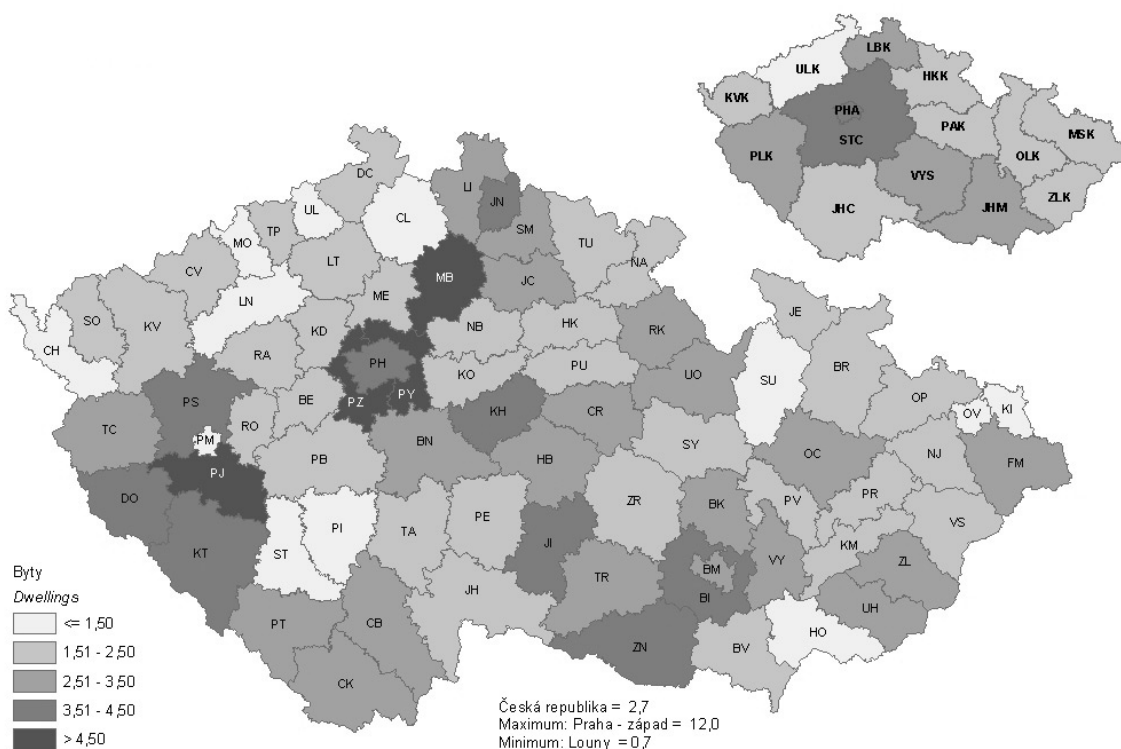 LBK
ULK
HKK
KVK
PHA
PAK
MSK
STC
OLK
PLK
VYS
ZLK
JHC
JHM
DC
LI
JN
UL
CL
SM
MO
TP
TU
LT
NA
CV
MB
JC
ME
LN
JE
SO
KV
NB
HK
RK
KD
CH
RA
PH
KO
PU
UO
SU
BR
BE
PZ
PY
OP
PS
KH
CR
OV
KI
TC
RO
PM
BN
SY
OC
NJ
FM
PB
HB
PJ
DO
ZR
PR
BK
PV
VS
PI
TA
PE
KT
ST
JI
KM
VY
ZL
BM
TR
BI
JH
UH
PT
CB
HO
ZN
BV
CK
Byty
Dwellings
<= 1,50
1,51 - 2,50
2,51 - 3,50
3,51 - 4,50
> 4,50
Česká republika = 2,7
Maximum: Praha - západ = 12,0
Minimum: Louny = 0,7